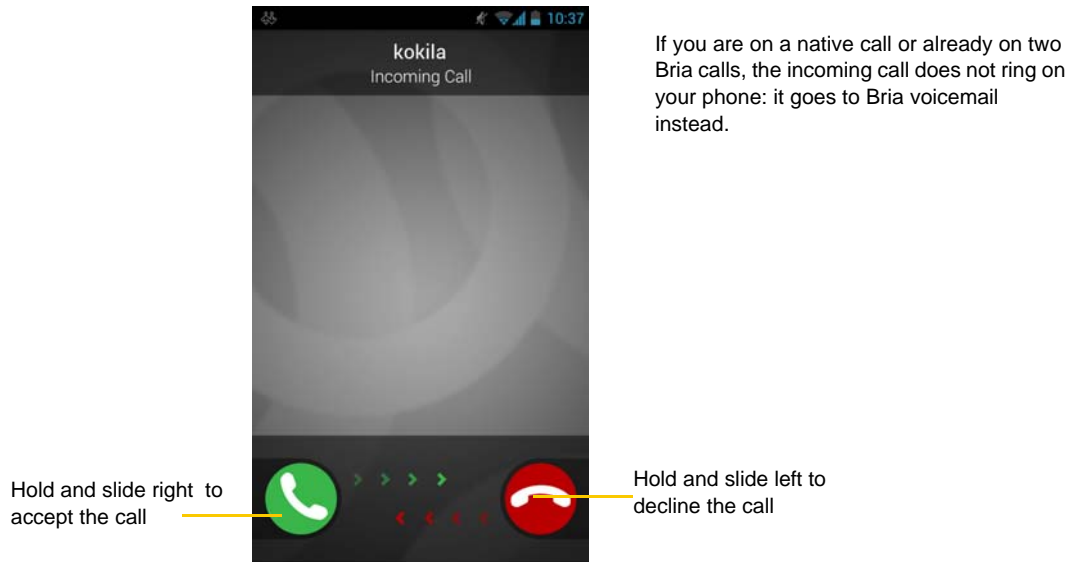 10:37
kokila
Incoming Call
If you are on a native call or already on two
Bria calls, the incoming call does not ring on
your phone: it goes to Bria voicemail
instead.
Hold and slide right  to
accept the call
Hold and slide left to
decline the call